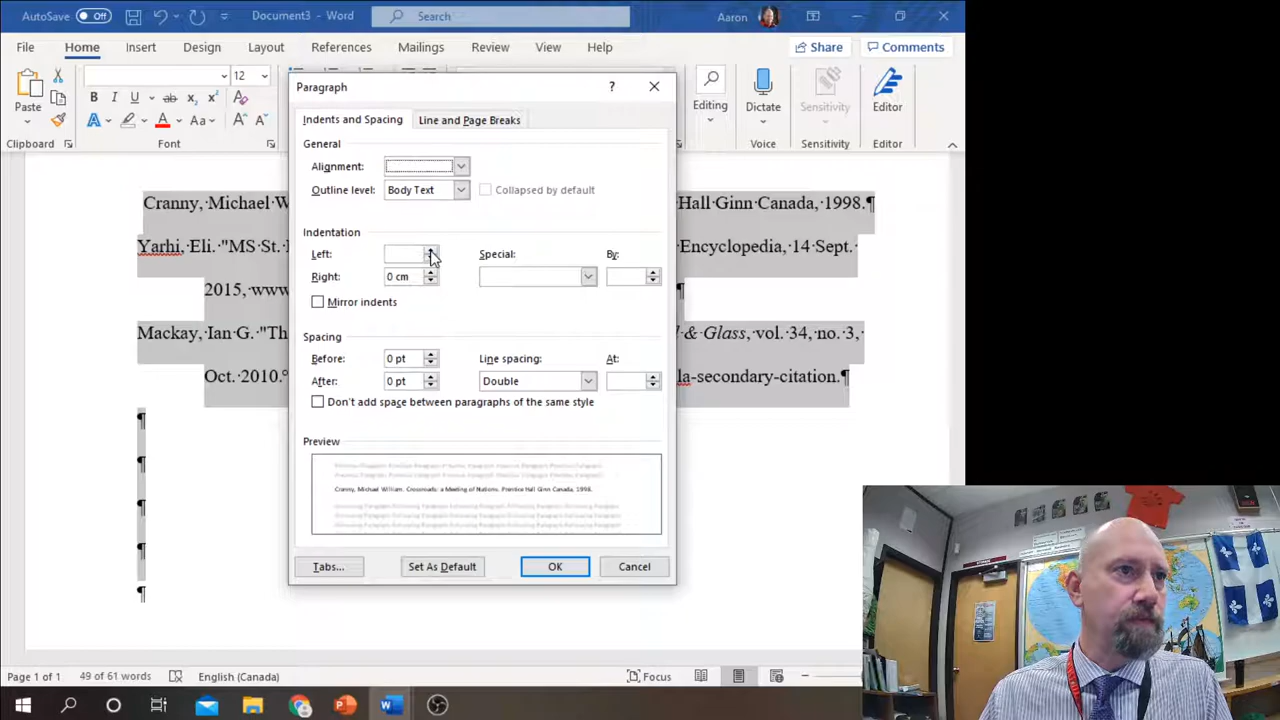 AutoSave Off Document3 - Word Search Aaron
File Home Insert Design Layout References Mailings Review View Help Share Comments
12
Paste B I U ab x₂ x² A Aa A A Editing Dictate Sensitivity Editor
Clipboard Font Voice Sensitivity Editor
Paragraph ? ×
Indents and Spacing Line and Page Breaks
General
Alignment:
Outline level: Body Text Collapsed by default
Indentation
Left: Special: By:
Right: 0 cm
Mirror indents
Spacing
Before: 0 pt Line spacing: At:
After: 0 pt Double
Don't add space between paragraphs of the same style
Preview
Cranny, Michael William. Crossroads: a Meeting of Nations. Prentice Hall Ginn Canada, 1998.
Tabs... Set As Default OK Cancel
Cranny,·Michael·W Hall·Ginn·Canada,·1998.¶
Yarhi,·Eli.·"MS·St. Encyclopedia,·14·Sept.·
2015,·www ¶
Mackay,·Ian·G.·"Th &·Glass,·vol.·34,·no.·3,·
Oct.·2010.° la-secondary-citation.¶
¶
¶
¶
¶
¶
Page 1 of 1 49 of 61 words English (Canada) Focus